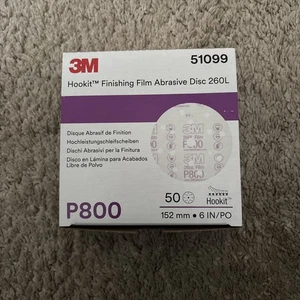 3M
51099
Hookit™ Finishing Film Abrasive Disc 260L
Disque Abrasif de Finition
Hochleistungsschleifscheiben
Dischi Abrasivi per la Finitura
Disco en Lámina para Acabados
Libre de Polvo
P800
50
Hookit™
152 mm • 6 IN/PO